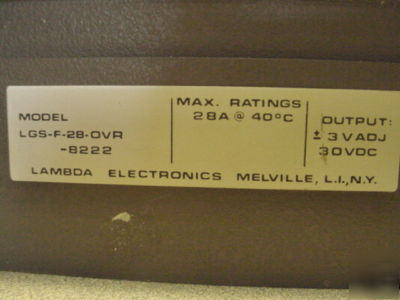 MODEL
LGS-F-28-OVR
-8222
MAX. RATINGS
28A @ 40°C
OUTPUT:
± 3VADJ
30VDC
LAMBDA ELECTRONICS MELVILLE, L.I., N.Y.